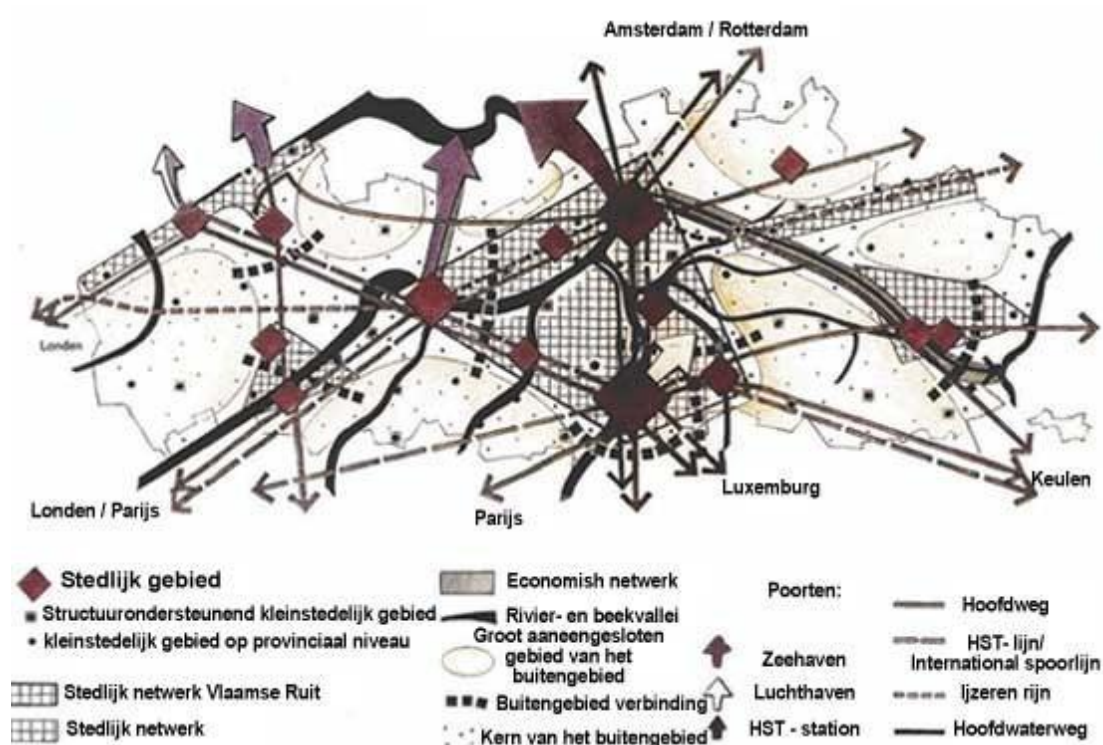 Amsterdam / Rotterdam
Londen
Londen / Parijs
Parijs
Luxemburg
Keulen
Stedlijk gebied
Structuurondersteunend kleinstedelijk gebied
kleinstedelijk gebied op provinciaal niveau
Stedlijk netwerk Vlaamse Ruit
Stedlijk netwerk
Economish netwerk
Rivier- en beekvallei
Groot aaneengesloten
gebied van het
buitengebied
Buitengebied verbinding
Kern van het buitengebied
Poorten:
Zeehaven
Luchthaven
HST - station
Hoofdweg
HST- lijn/
International spoorlijn
Ijzeren rijn
Hoofdwaterweg